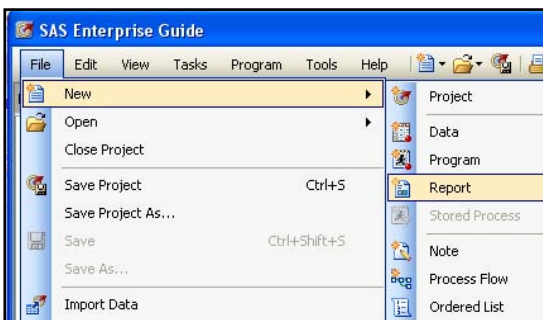 SAS Enterprise Guide
File Edit View Tasks Program Tools Help
New
Open
Close Project
Save Project Ctrl+S
Save Project As...
Save Ctrl+Shift+S
Save As...
Import Data
Project
Data
Program
Report
Stored Process
Note
Process Flow
Ordered List